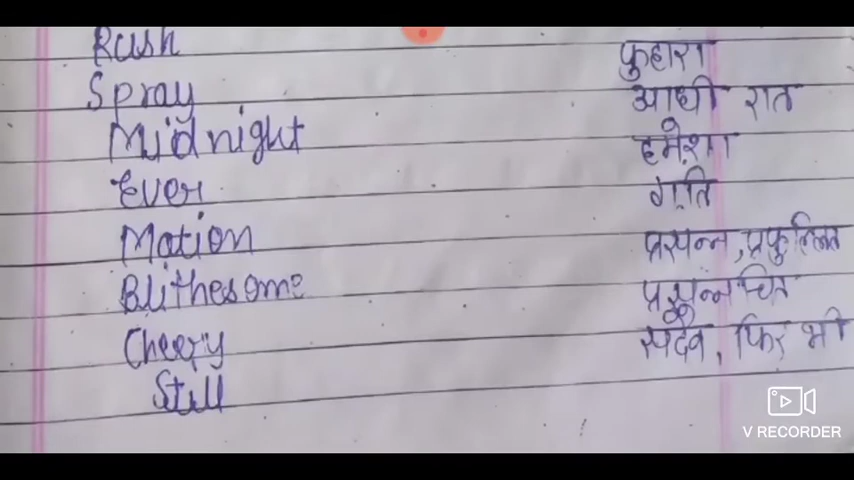 Rush
Spray फुहारा
Midnight आधी रात
Ever हमेशा
Motion गति
Blithesome प्रसन्न, प्रफुल्लित
Cheery प्रसन्नचित
Still सदैव, फिर भी
V RECORDER